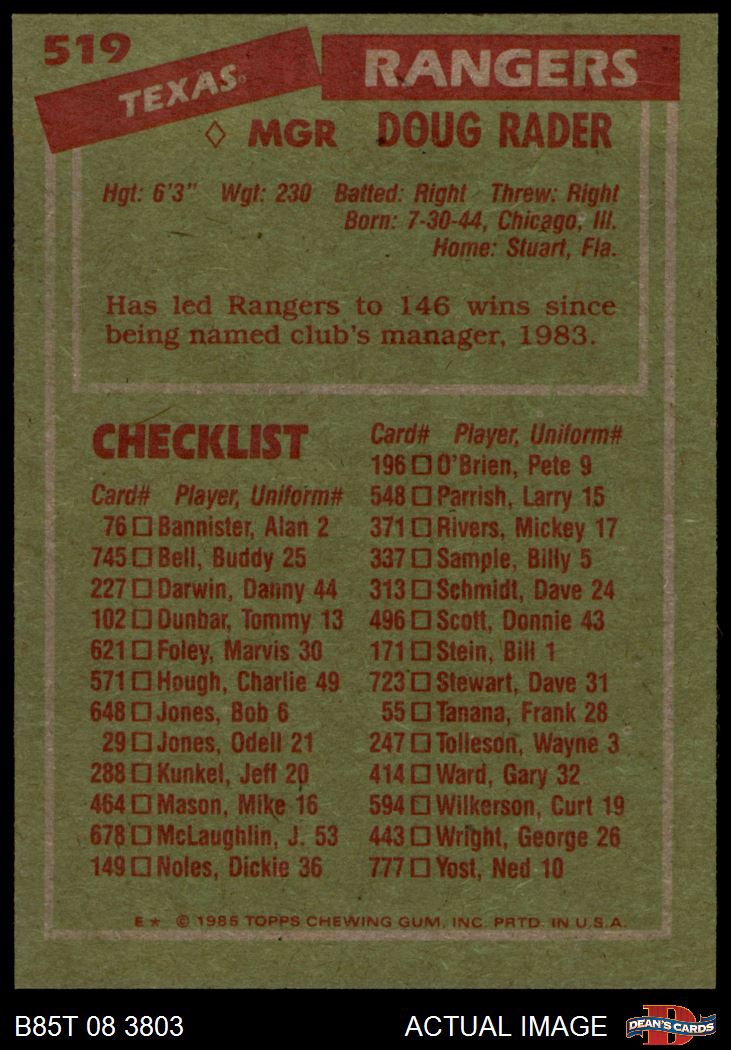 519
TEXAS
RANGERS
MGR DOUG RADER
Hgt: 6'3" Wgt: 230 Batted: Right Threw: Right
Born: 7-30-44, Chicago, Ill.
Home: Stuart, Fla.
Has led Rangers to 146 wins since
being named club's manager, 1983.
CHECKLIST
Card# Player, Uniform#
76 □ Bannister, Alan 2
745 □ Bell, Buddy 25
227 □ Darwin, Danny 44
102 □ Dunbar, Tommy 13
621 □ Foley, Marvis 30
571 □ Hough, Charlie 49
648 □ Jones, Bob 6
29 □ Jones, Odell 21
288 □ Kunkel, Jeff 20
464 □ Mason, Mike 16
678 □ McLaughlin, J. 53
149 □ Noles, Dickie 36
Card# Player, Uniform#
196 □ O'Brien, Pete 9
548 □ Parrish, Larry 15
371 □ Rivers, Mickey 17
337 □ Sample, Billy 5
313 □ Schmidt, Dave 24
496 □ Scott, Donnie 43
171 □ Stein, Bill 1
723 □ Stewart, Dave 31
55 □ Tanana, Frank 28
247 □ Tolleson, Wayne 3
414 □ Ward, Gary 32
594 □ Wilkerson, Curt 19
443 □ Wright, George 26
777 □ Yost, Ned 10
E * © 1985 TOPPS CHEWING GUM, INC. PRTD. IN U.S.A.
B85T 08 3803
ACTUAL IMAGE
D
DEAN'S CARDS